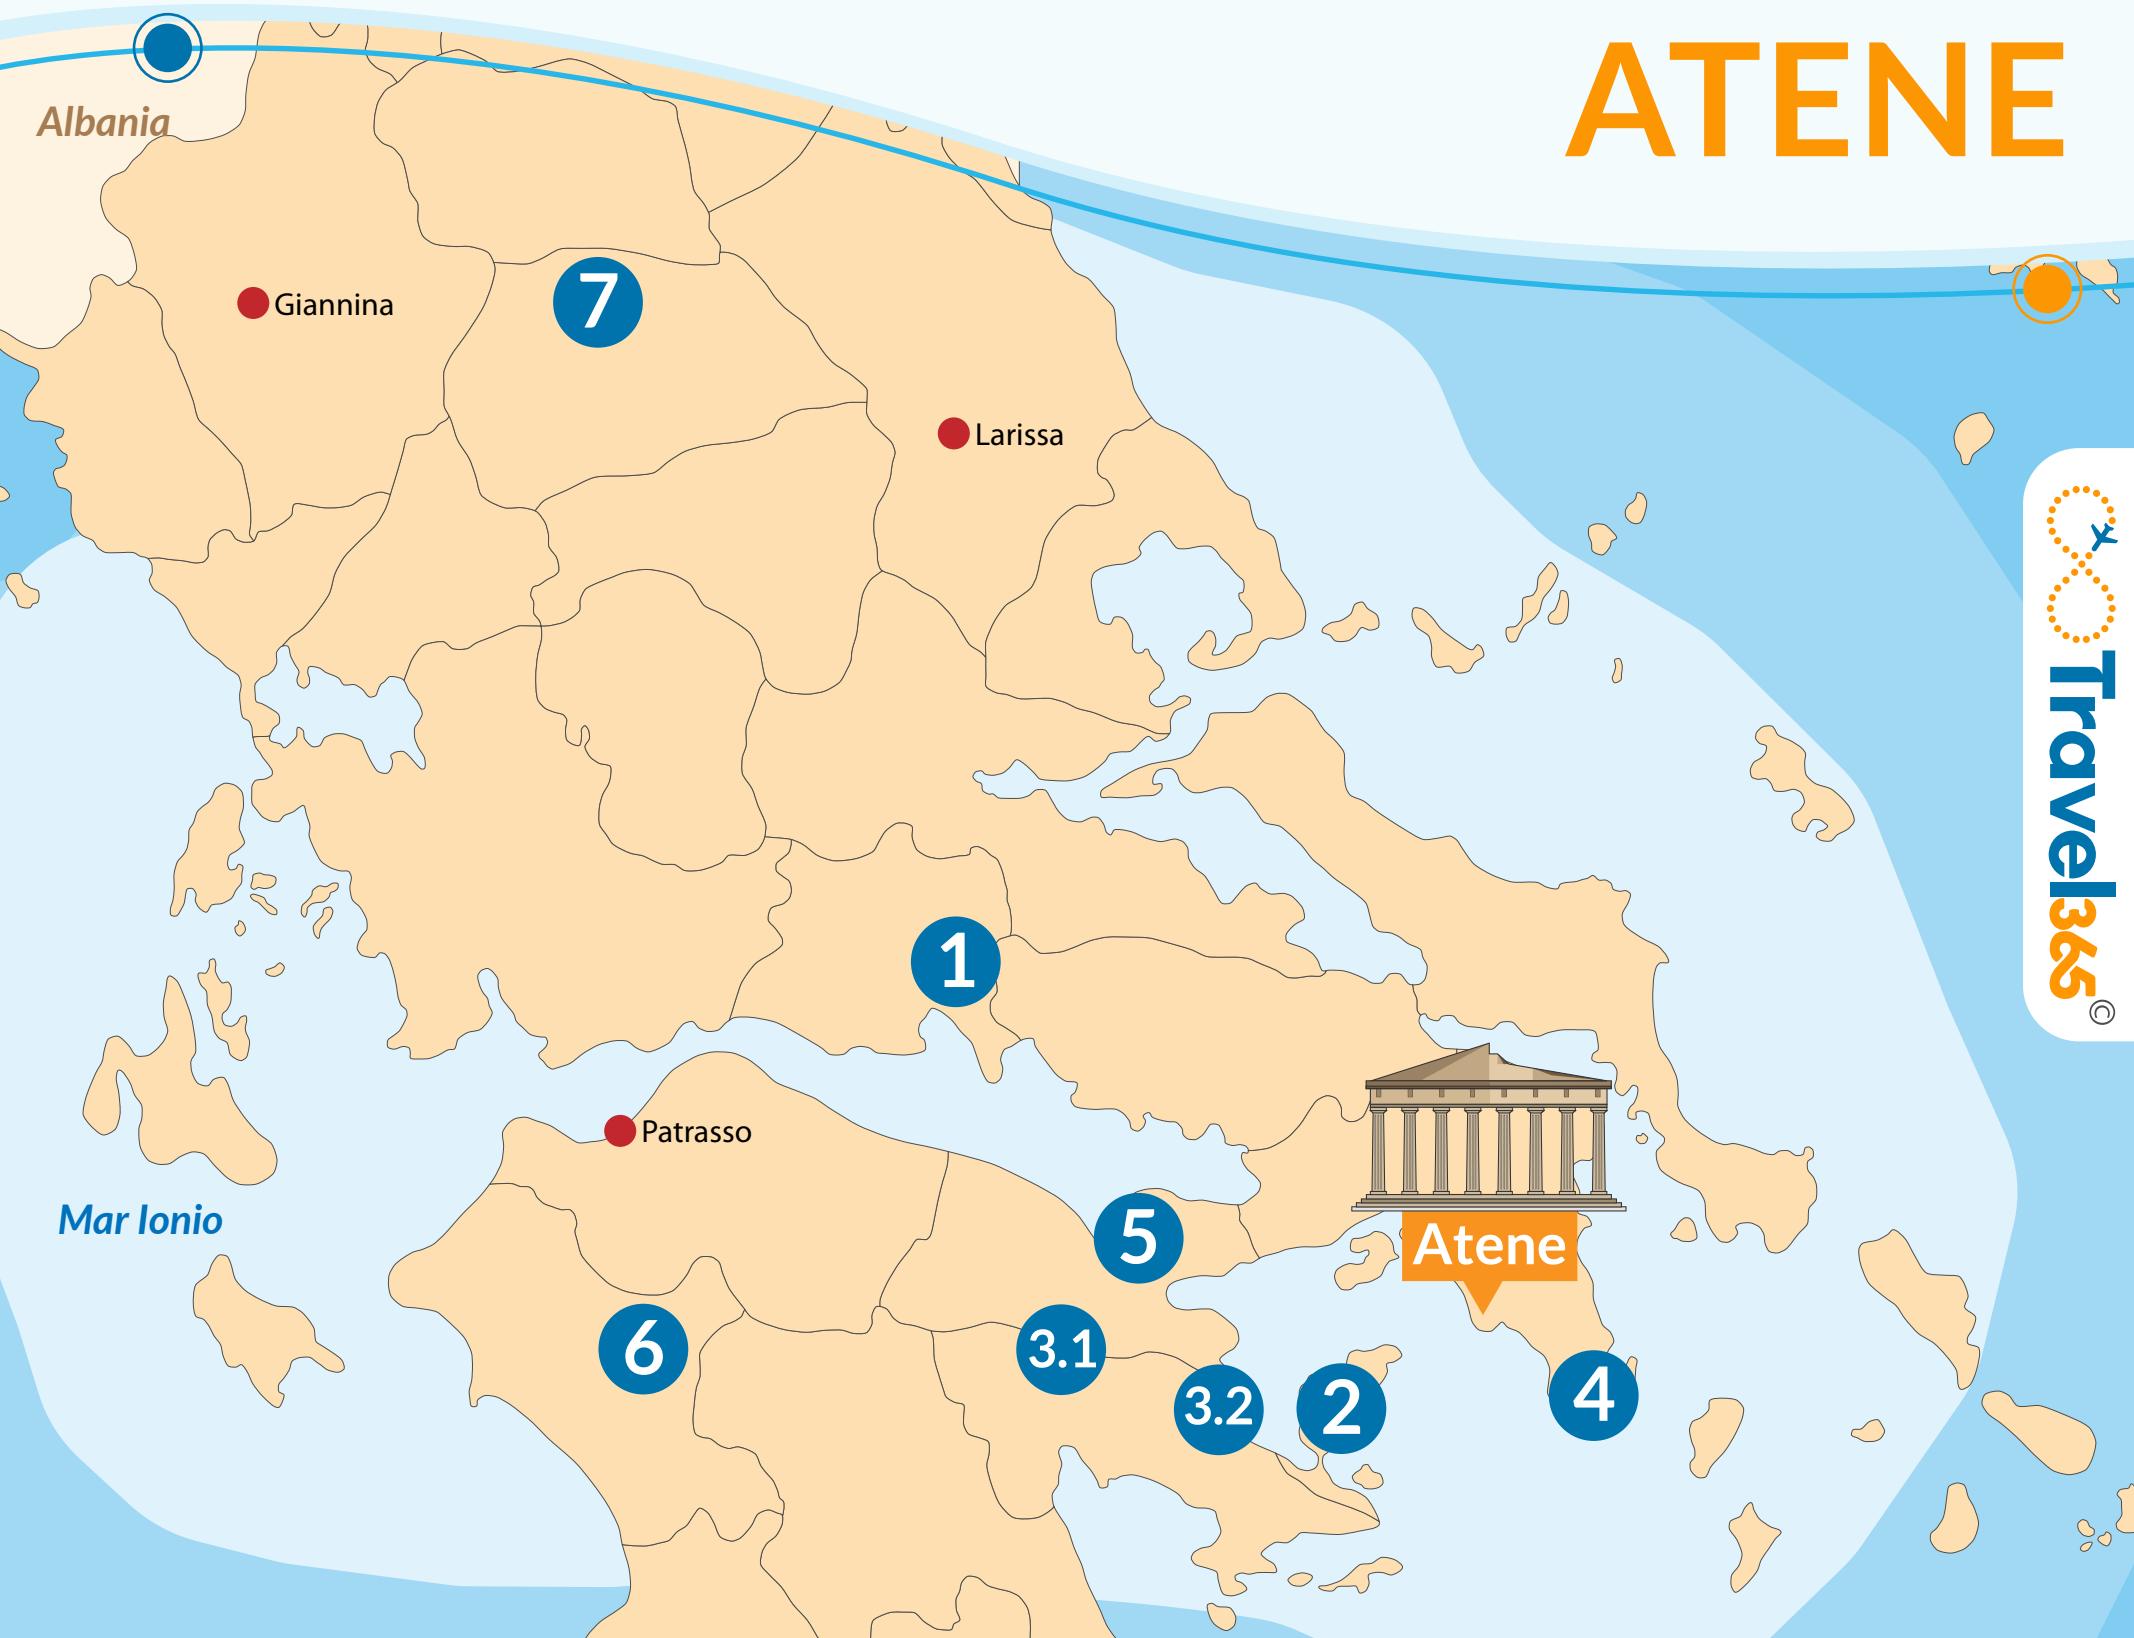 ATENE
Albania
Giannina
7
Larissa
1
Patrasso
Mar Ionio
5
Atene
6
3.1
3.2
2
4
Travel365
©